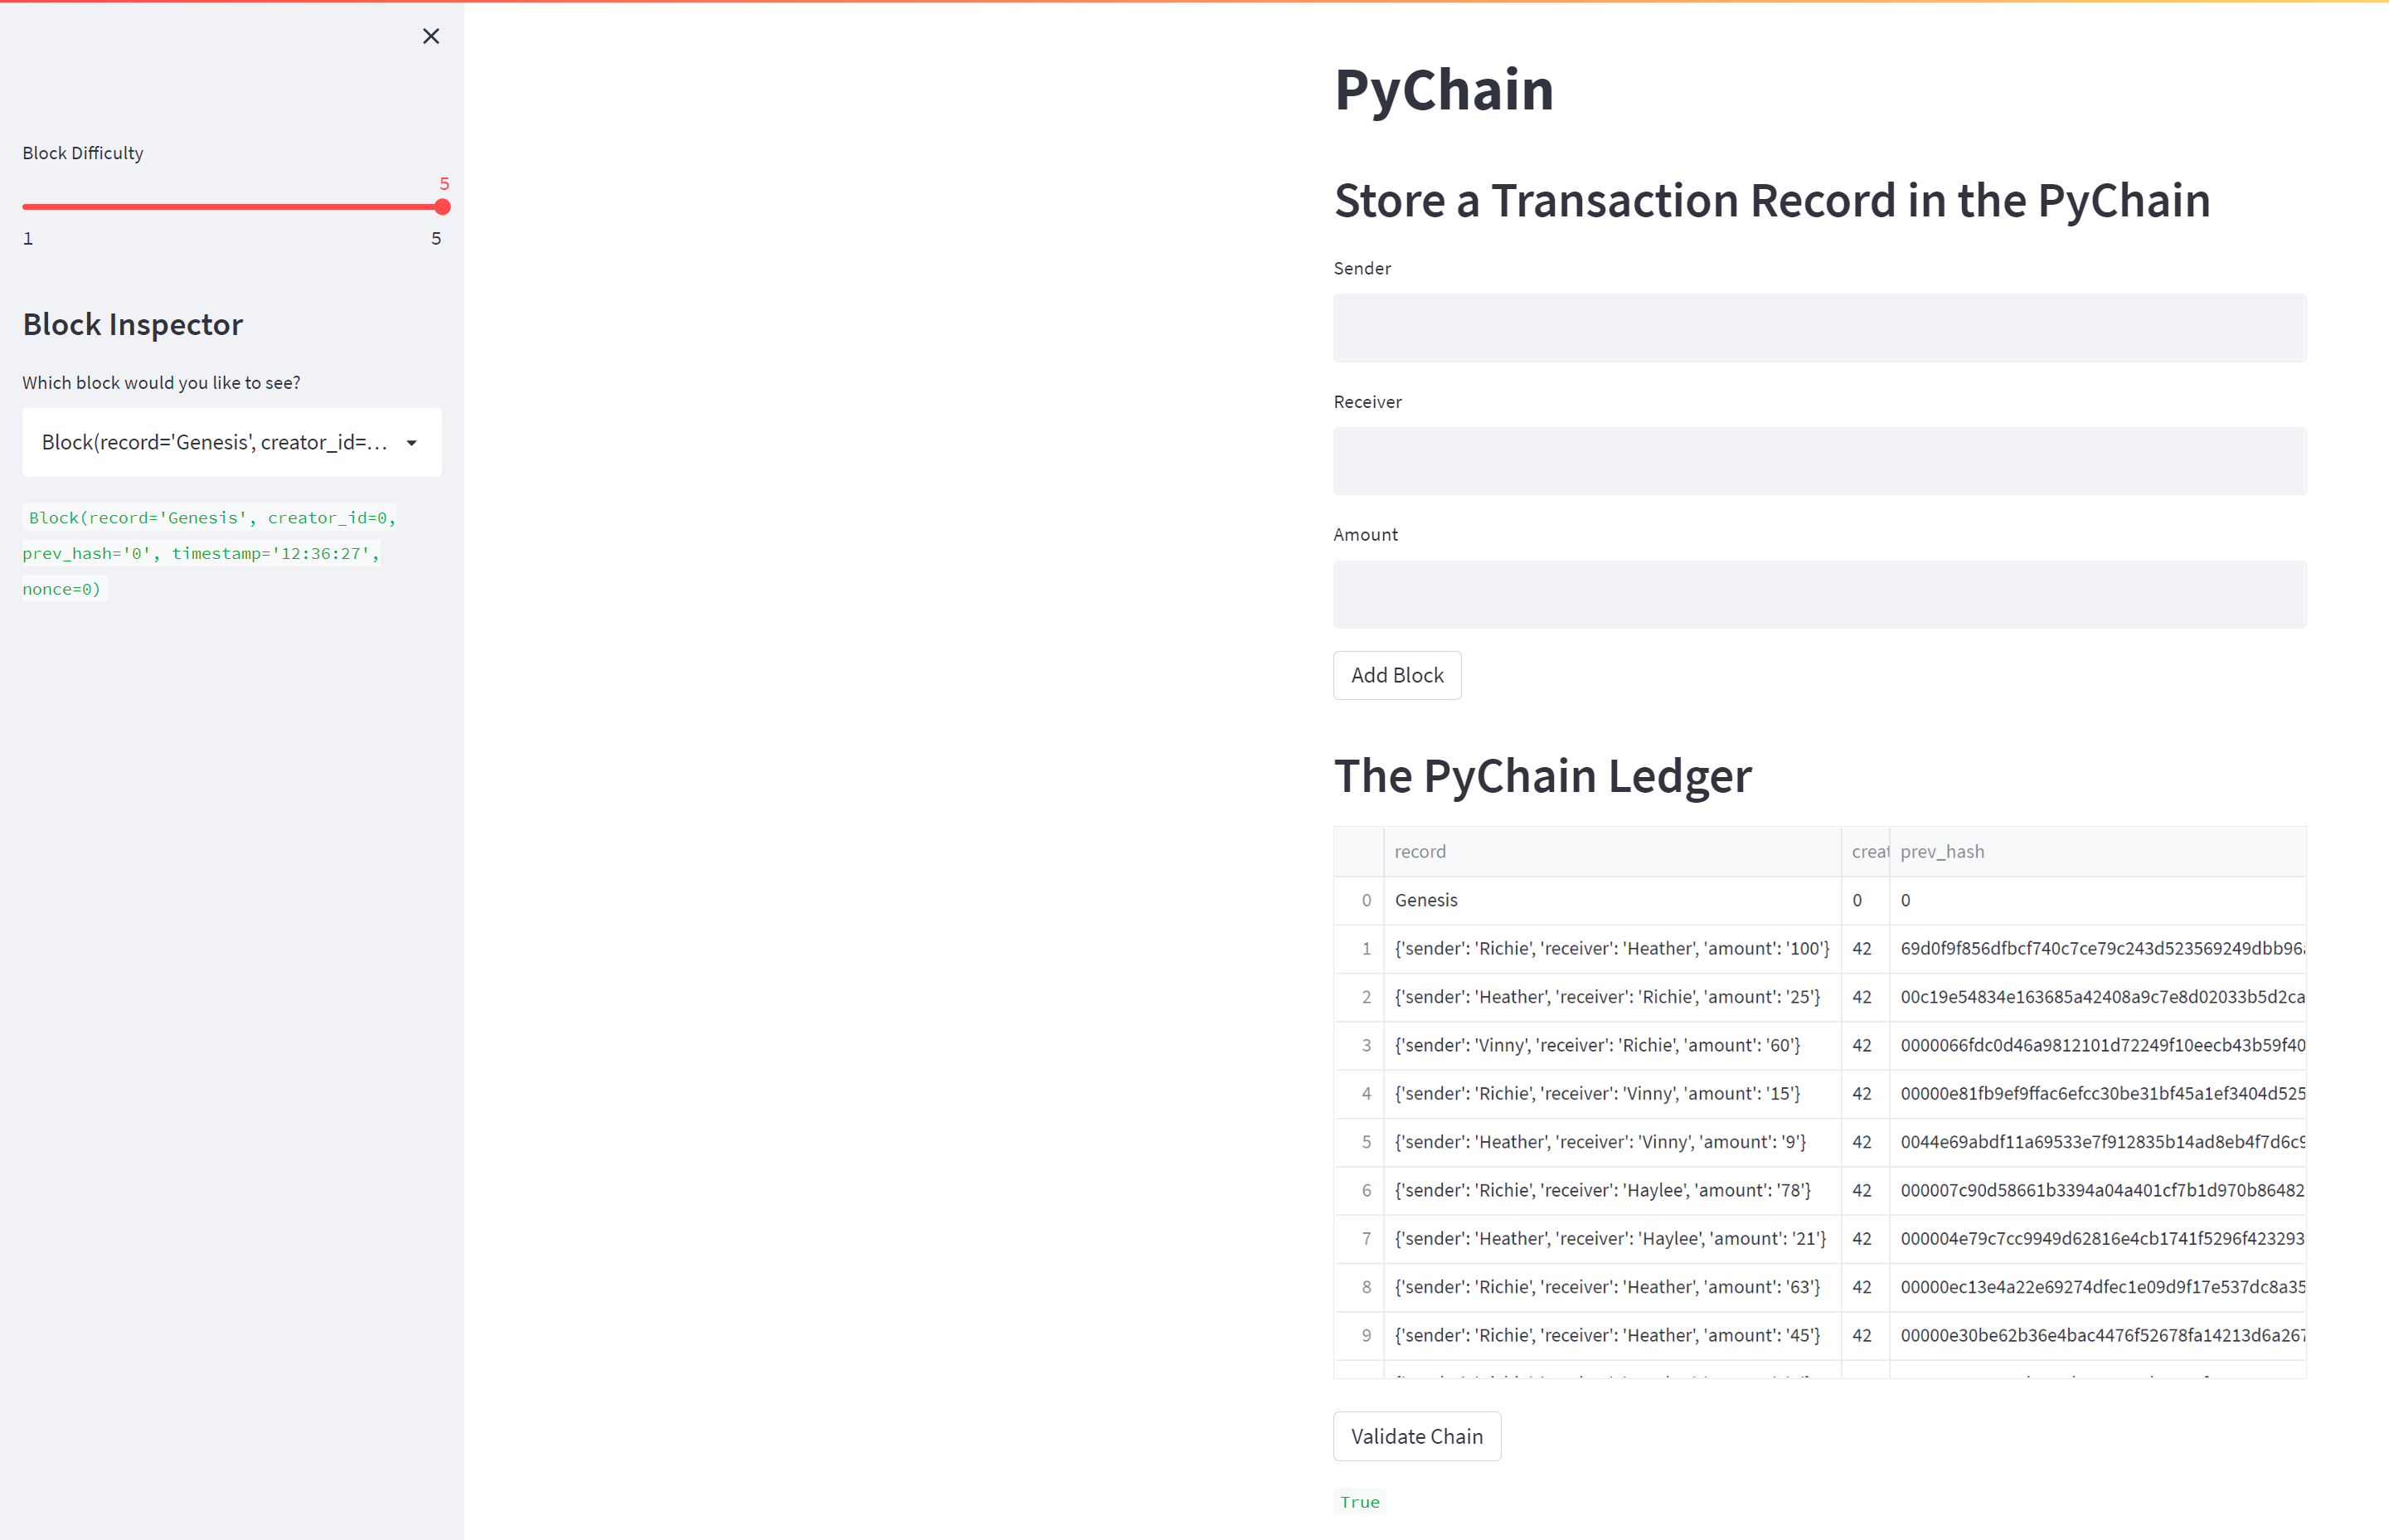 Block Difficulty
5
1 5
Block Inspector
Which block would you like to see?
Block(record='Genesis', creator_id=...
Block(record='Genesis', creator_id=0,
prev_hash='0', timestamp='12:36:27',
nonce=0)
PyChain
Store a Transaction Record in the PyChain
Sender
Receiver
Amount
Add Block
The PyChain Ledger
record creat prev_hash
0 Genesis 0 0
1 {'sender': 'Richie', 'receiver': 'Heather', 'amount': '100'} 42 69d0f9f856dfbcf740c7ce79c243d523569249dbb96a
2 {'sender': 'Heather', 'receiver': 'Richie', 'amount': '25'} 42 00c19e54834e163685a42408a9c7e8d02033b5d2ca
3 {'sender': 'Vinny', 'receiver': 'Richie', 'amount': '60'} 42 0000066fdc0d46a9812101d72249f10eecb43b59f40
4 {'sender': 'Richie', 'receiver': 'Vinny', 'amount': '15'} 42 00000e81fb9ef9ffac6efcc30be31bf45a1ef3404d525
5 {'sender': 'Heather', 'receiver': 'Vinny', 'amount': '9'} 42 0044e69abdf11a69533e7f912835b14ad8eb4f7d6c9
6 {'sender': 'Richie', 'receiver': 'Haylee', 'amount': '78'} 42 000007c90d58661b3394a04a401cf7b1d970b86482
7 {'sender': 'Heather', 'receiver': 'Haylee', 'amount': '21'} 42 000004e79c7cc9949d62816e4cb1741f5296f423293
8 {'sender': 'Richie', 'receiver': 'Heather', 'amount': '63'} 42 00000ec13e4a22e69274dfec1e09d9f17e537dc8a35
9 {'sender': 'Richie', 'receiver': 'Heather', 'amount': '45'} 42 00000e30be62b36e4bac4476f52678fa14213d6a267
Validate Chain
True